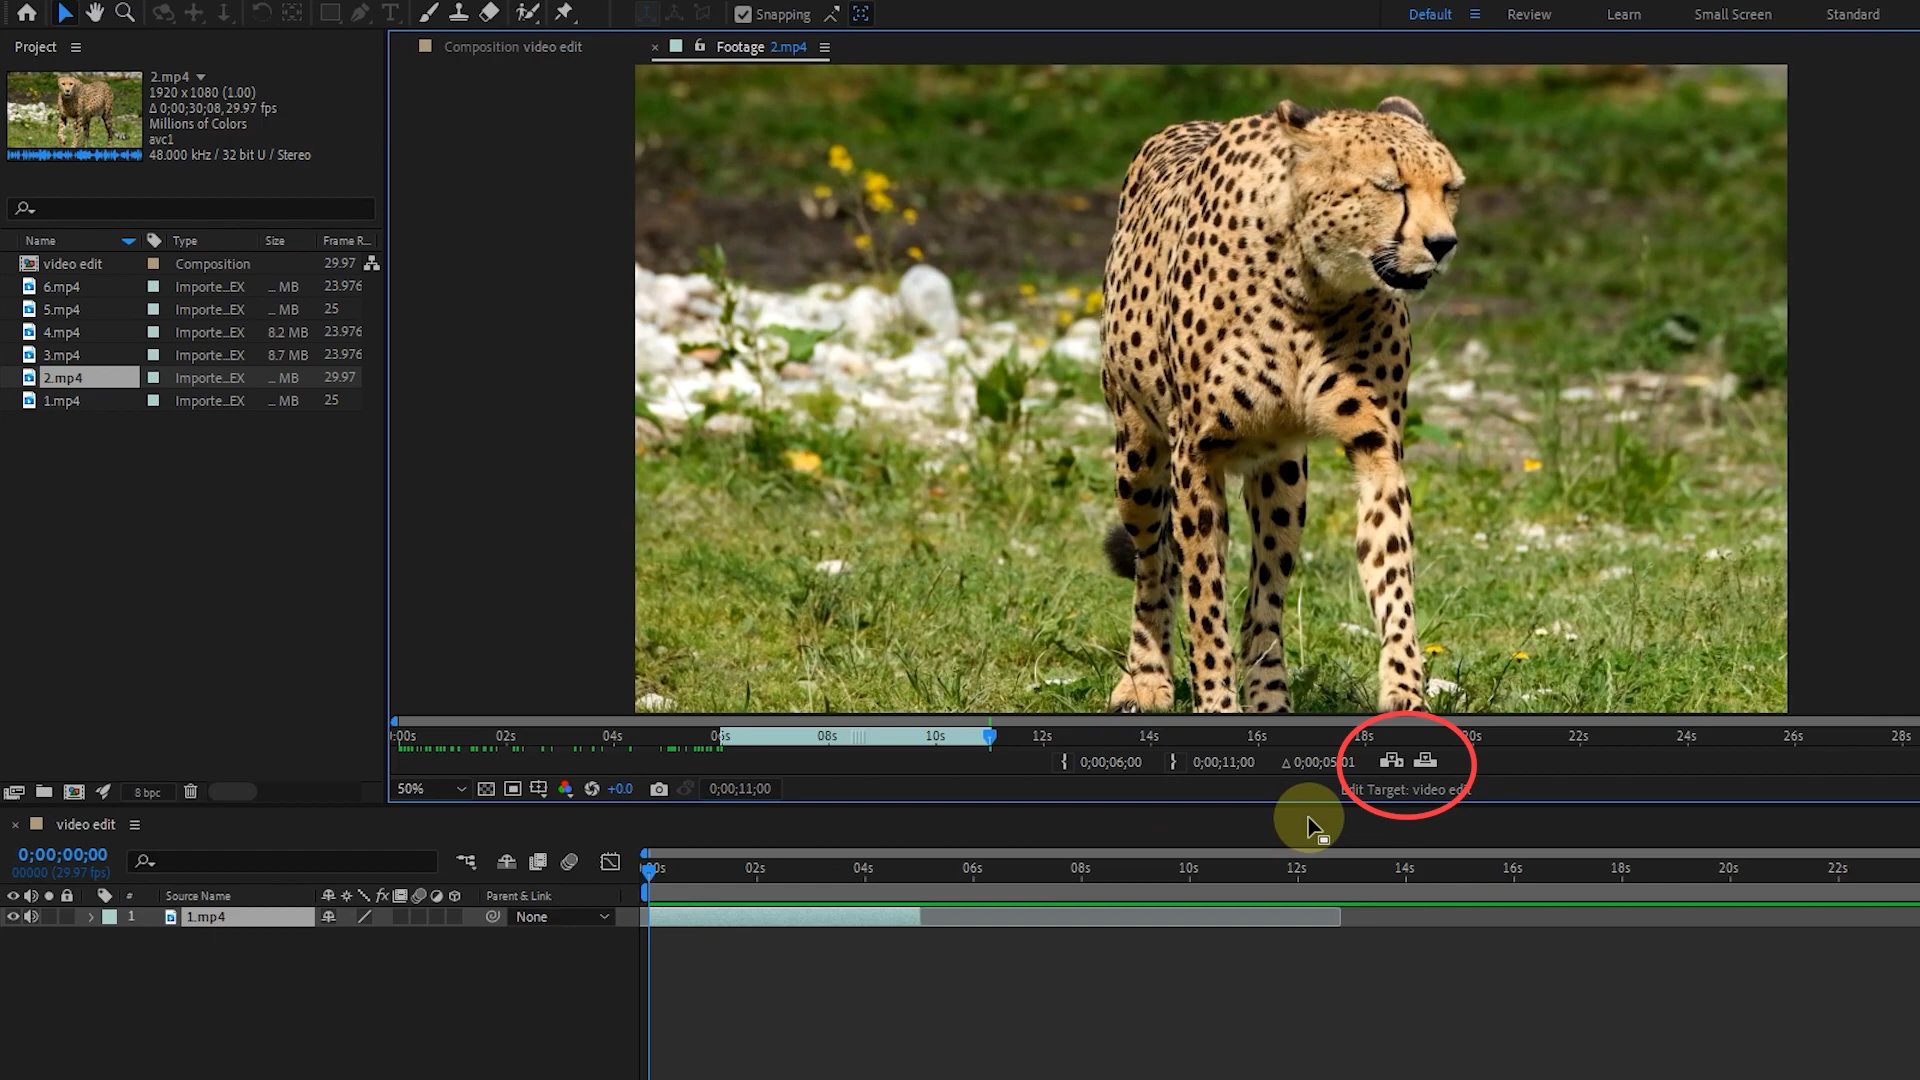 Snapping
Default
Review
Learn
Small Screen
Standard
Project
Composition video edit
Footage 2.mp4
2.mp4
1920 x 1080 (1.00)
Δ 0;00;30;08, 29.97 fps
Millions of Colors
avc1
48.000 kHz / 32 bit U / Stereo
Name Type Size Frame R...
video edit Composition 29.97
6.mp4 Importe...EX ... MB 23.976
5.mp4 Importe...EX ... MB 25
4.mp4 Importe...EX 8.2 MB 23.976
3.mp4 Importe...EX 8.7 MB 23.976
2.mp4 Importe...EX ... MB 29.97
1.mp4 Importe...EX ... MB 25
:00s 02s 04s 06s 08s 10s 12s 14s 16s 18s 20s 22s 24s 26s 28s
0;00;06;00 0;00;11;00 Δ 0;00;05;01
8 bpc
50% +0.0 0;00;11;00
Edit Target: video edit
video edit
0;00;00;00
00000 (29.97 fps)
:00s 02s 04s 06s 08s 10s 12s 14s 16s 18s 20s 22s
# Source Name fx Parent & Link
1 1.mp4 None